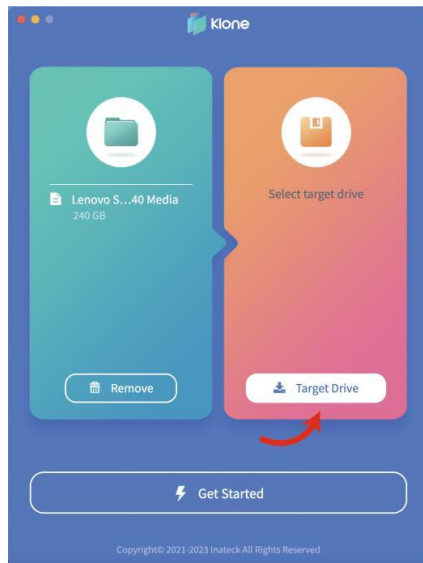 Klone
Lenovo S...40 Media
240 GB
Remove
Select target drive
Target Drive
Get Started
Copyright© 2021-2023 Inateck All Rights Reserved